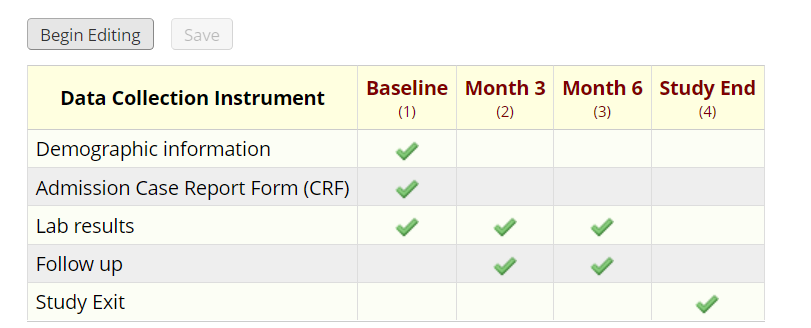 Begin Editing Save
Data Collection Instrument Baseline Month 3 Month 6 Study End
(1) (2) (3) (4)
Demographic information
Admission Case Report Form (CRF)
Lab results
Follow up
Study Exit